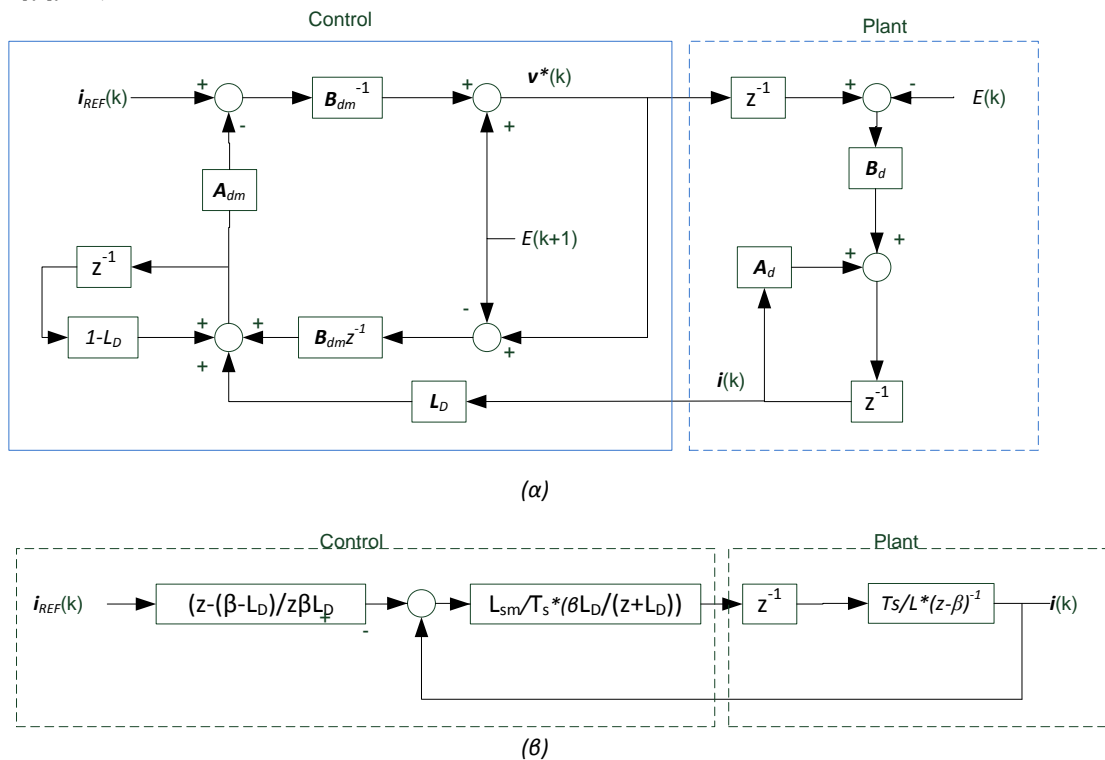 Control
Plant
i_REF(k)
+
-
B_dm^-1
+
+
v*(k)
z^-1
+
-
E(k)
B_d
A_dm
E(k+1)
+
+
A_d
z^-1
1-L_D
+
+
+
B_dm z^-1
-
+
i(k)
L_D
z^-1
(α)
Control
Plant
i_REF(k)
(z-(β-L_D)/zβL_D
+
-
L_sm/T_s*(βL_D/(z+L_D))
z^-1
Ts/L*(z-β)^-1
i(k)
(β)